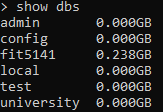 > show dbs
admin       0.000GB
config      0.000GB
fit5141     0.238GB
local       0.000GB
test        0.000GB
university  0.000GB